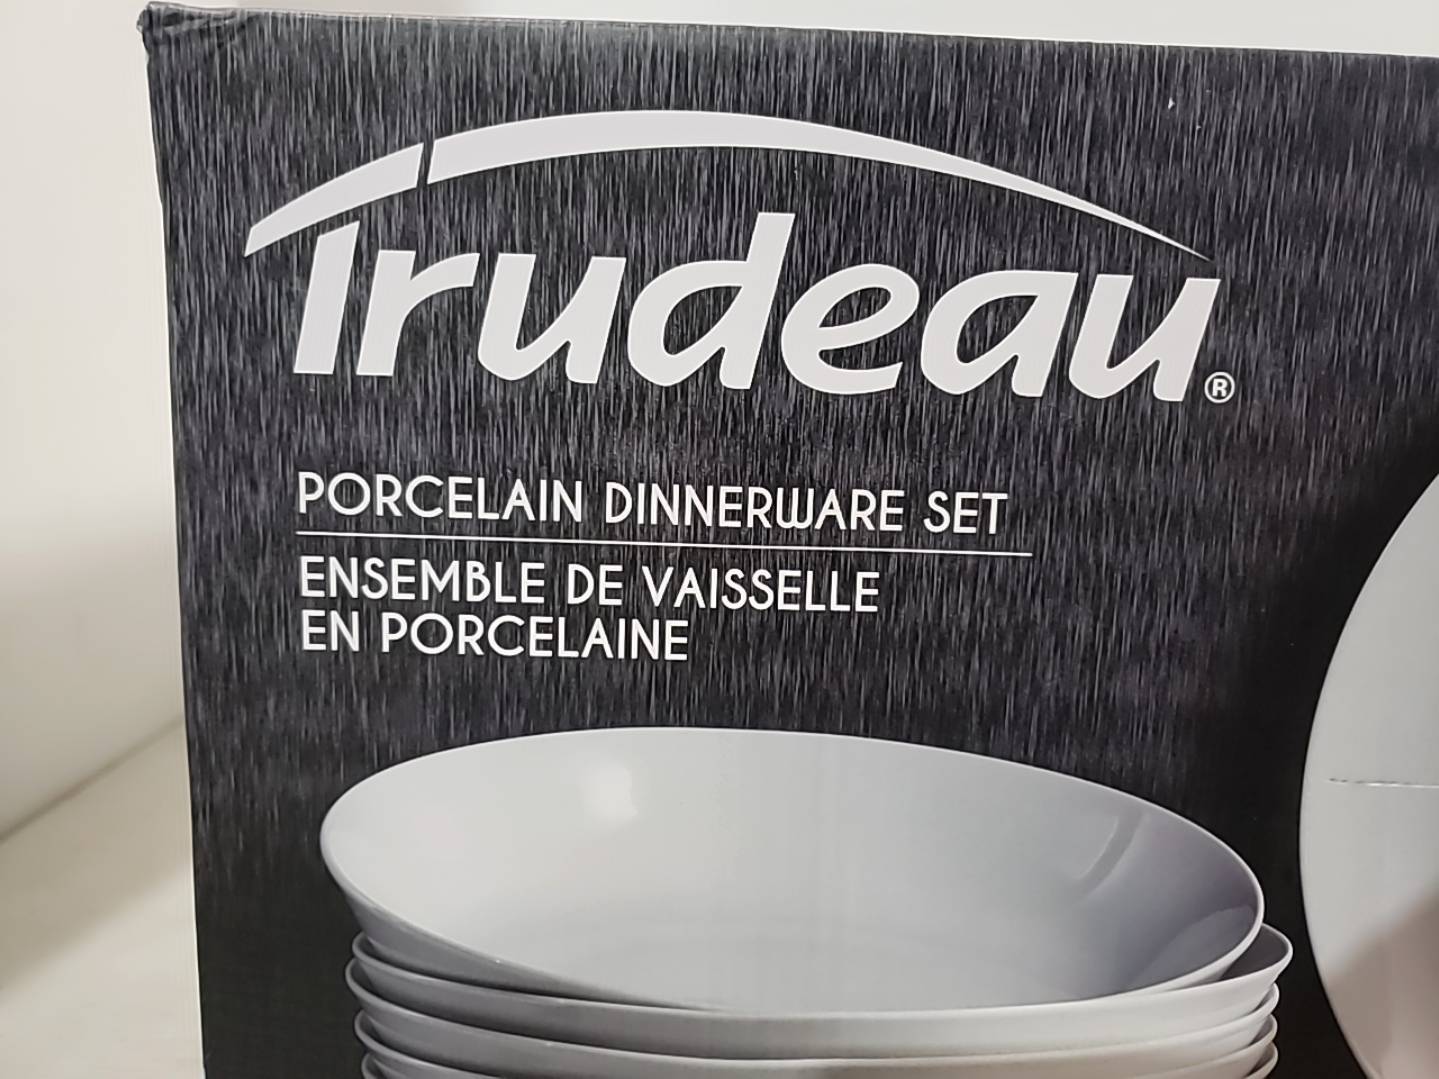 Trudeau®
PORCELAIN DINNERWARE SET
ENSEMBLE DE VAISSELLE
EN PORCELAINE